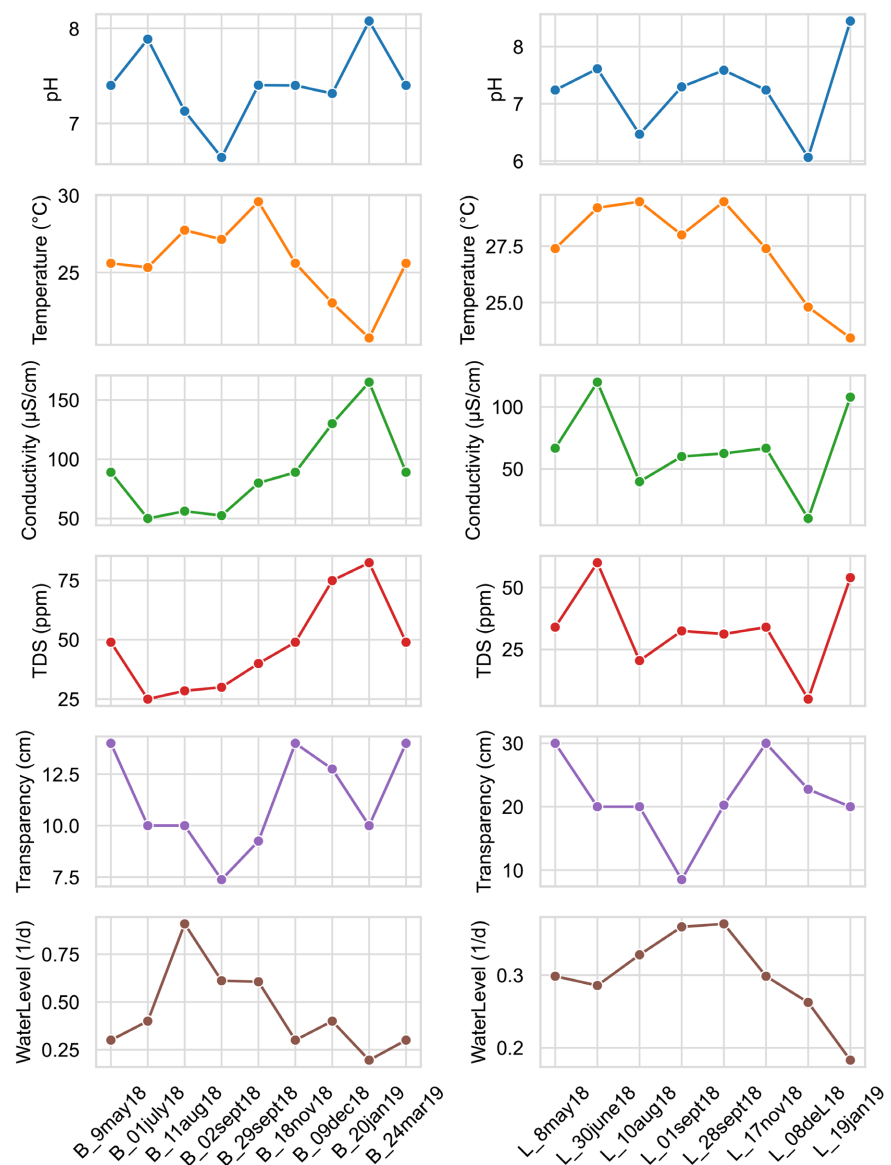 pH
8
7
pH
8
7
6
Temperature (°C)
30
25
Temperature (°C)
27.5
25.0
Conductivity (µS/cm)
150
100
50
Conductivity (µS/cm)
100
50
TDS (ppm)
75
50
25
TDS (ppm)
50
25
Transparency (cm)
12.5
10.0
7.5
Transparency (cm)
30
20
10
WaterLevel (1/d)
0.75
0.50
0.25
WaterLevel (1/d)
0.3
0.2
B_9may18
B_01july18
B_11aug18
B_02sept18
B_29sept18
B_18nov18
B_09dec18
B_20jan19
B_24mar19
L_8may18
L_30june18
L_10aug18
L_01sept18
L_28sept18
L_17nov18
L_08deL18
L_19jan19